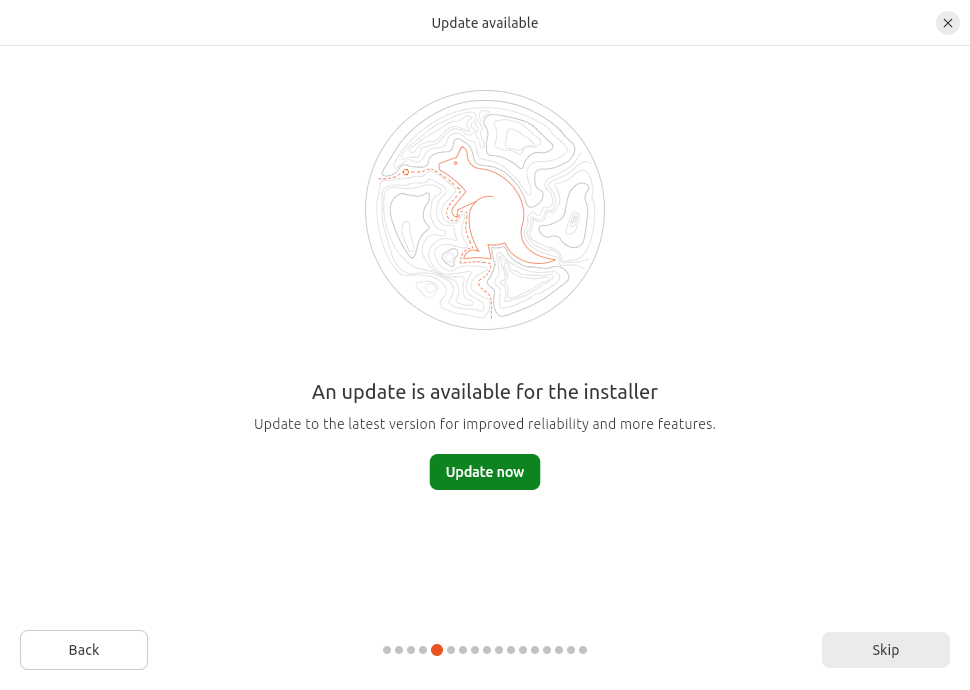 Update available
An update is available for the installer
Update to the latest version for improved reliability and more features.
Update now
Back
Skip